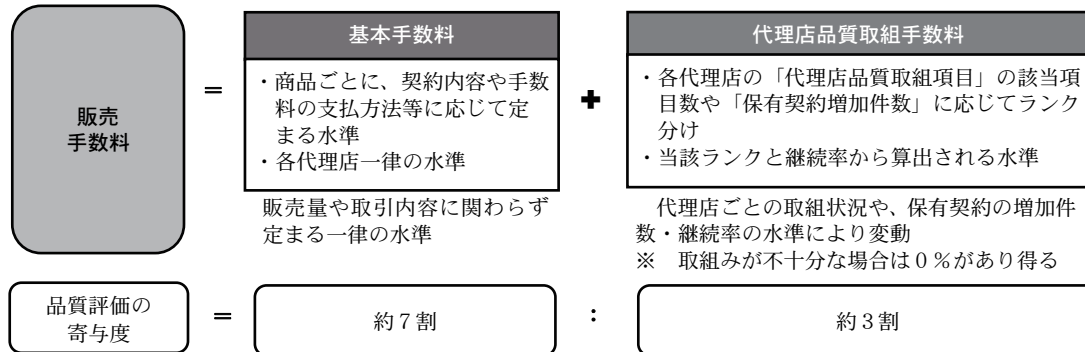 販売
手数料
＝
基本手数料
・商品ごとに、契約内容や手数
料の支払方法等に応じて定
まる水準
・各代理店一律の水準
販売量や取引内容に関わらず
定まる一律の水準
＋
代理店品質取組手数料
・各代理店の「代理店品質取組項目」の該当項
目数や「保有契約増加件数」に応じてランク
分け
・当該ランクと継続率から算出される水準
代理店ごとの取組状況や、保有契約の増加件
数・継続率の水準により変動
※　取組みが不十分な場合は０％があり得る
品質評価の
寄与度
＝
約７割
：
約３割